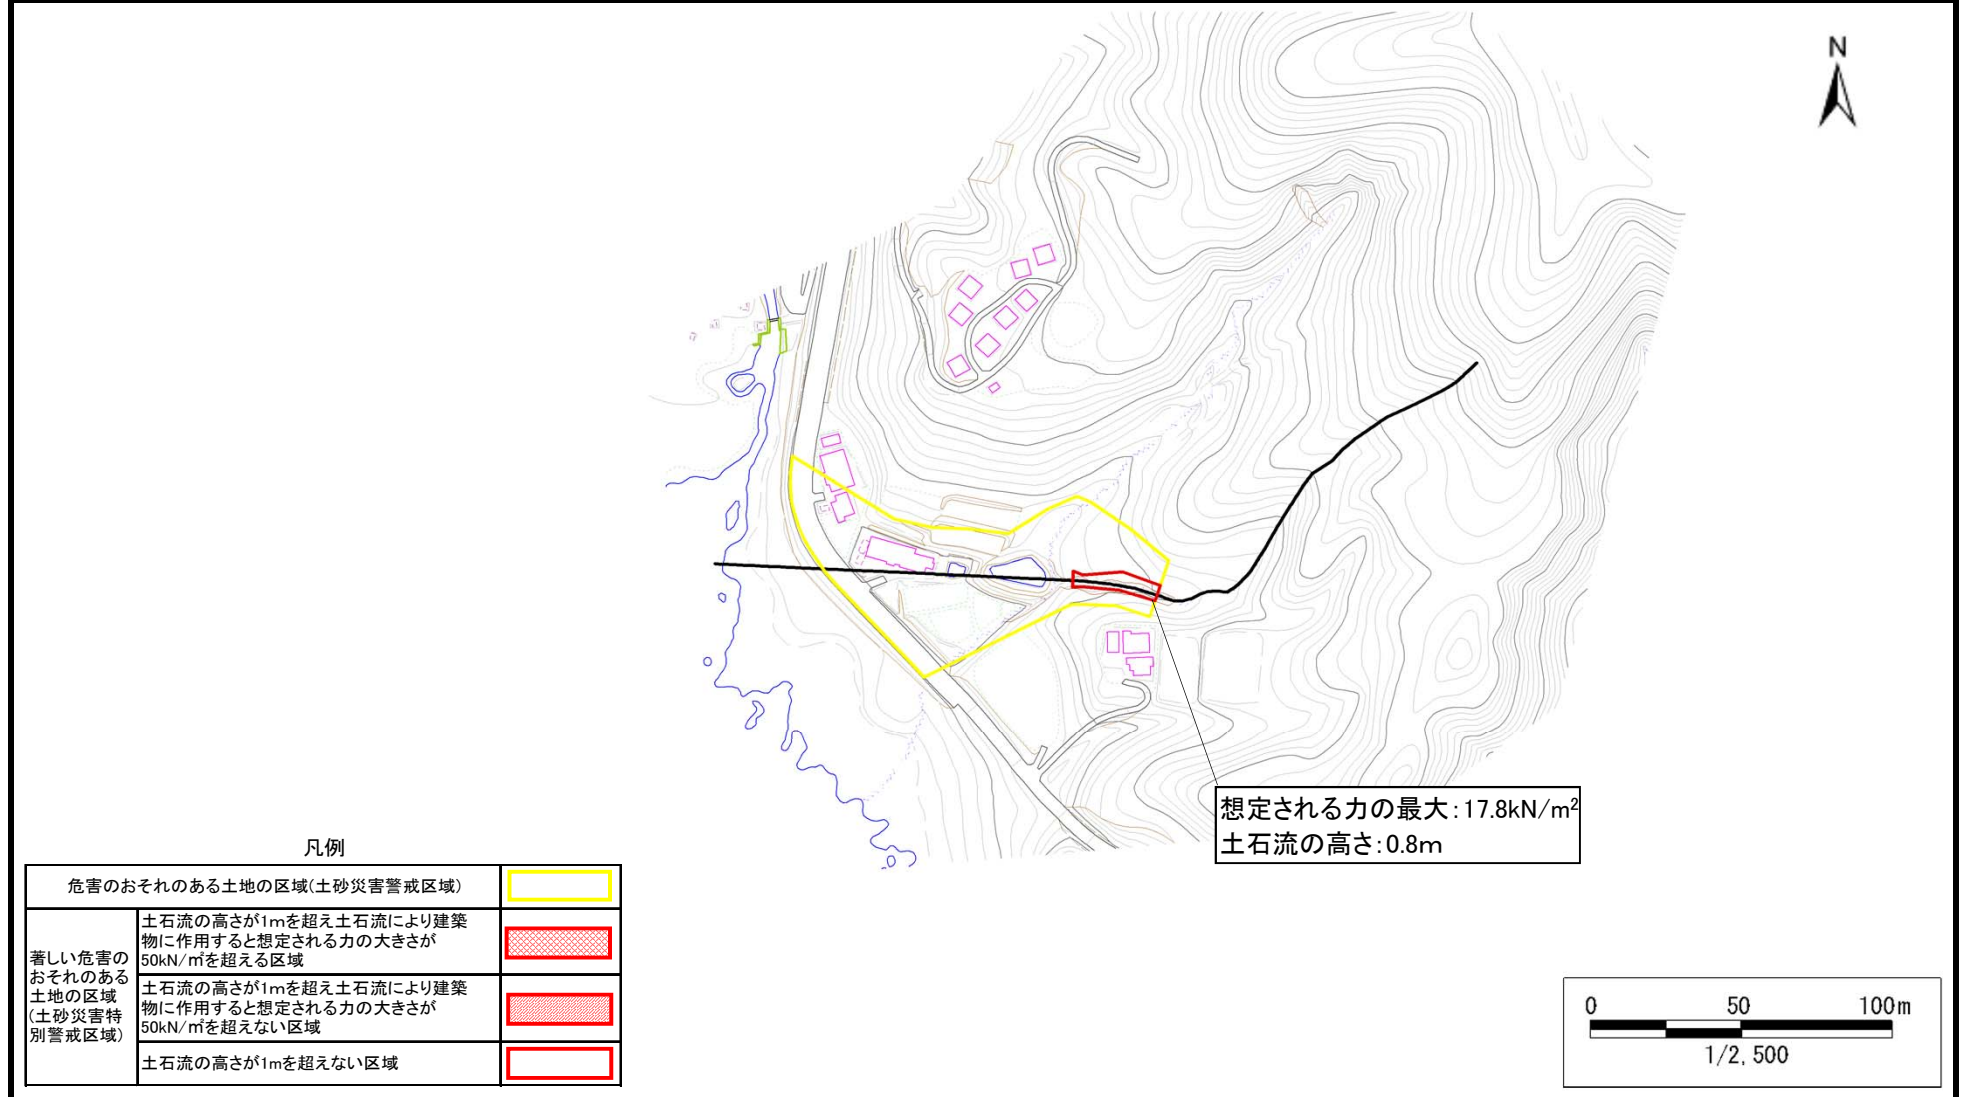 N
想定される力の最大:17.8kN/m²
土石流の高さ:0.8m
凡例
危害のおそれのある土地の区域(土砂災害警戒区域)
著しい危害の
おそれのある
土地の区域
(土砂災害特
別警戒区域)
土石流の高さが1mを超え土石流により建築
物に作用すると想定される力の大きさが
50kN/㎡を超える区域
土石流の高さが1mを超え土石流により建築
物に作用すると想定される力の大きさが
50kN/㎡を超えない区域
土石流の高さが1mを超えない区域
0 50 100m
1/2,500